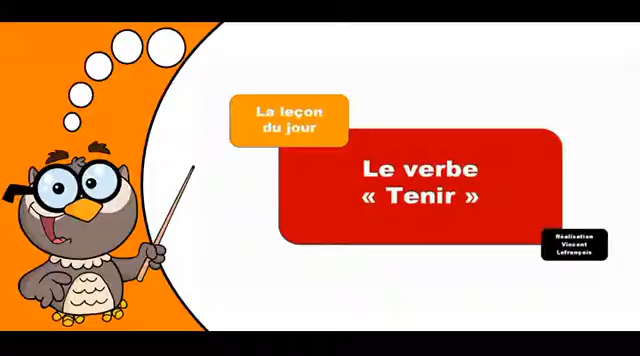 La leçon
du jour
Le verbe
« Tenir »
Réalisation
Vincent
Lefrançois